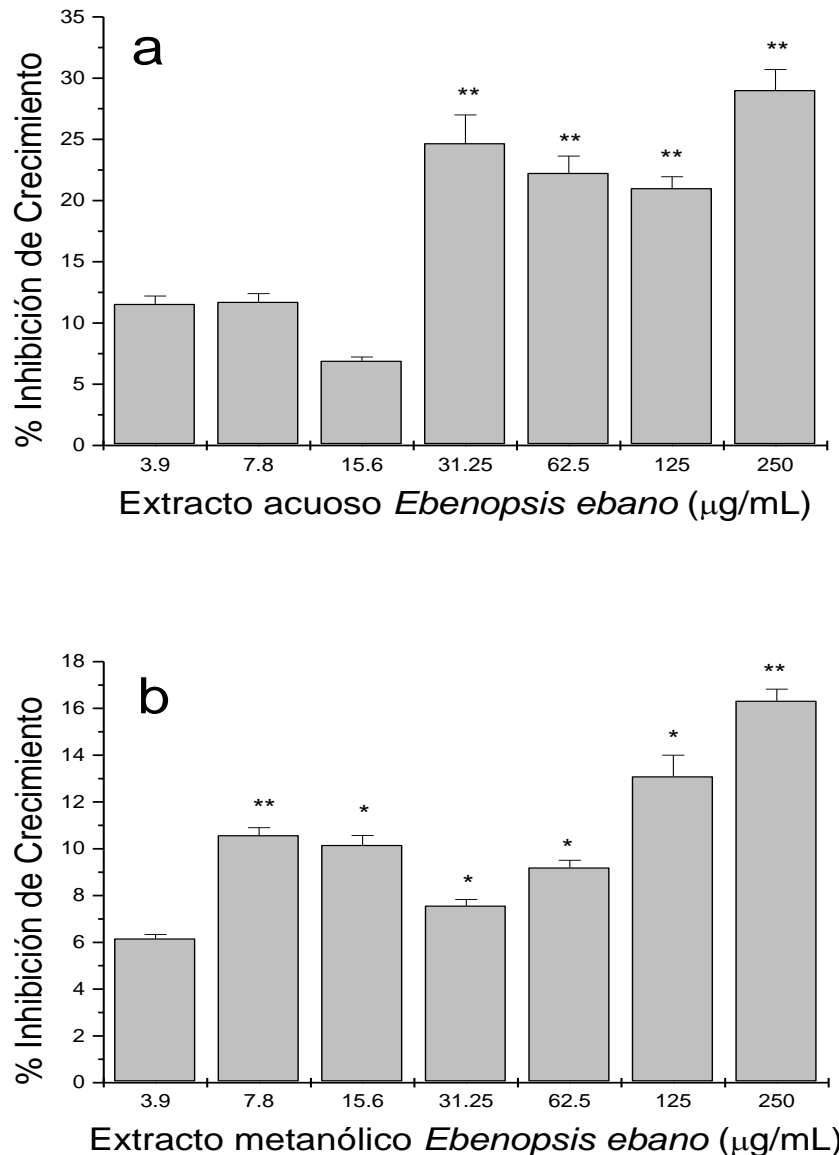 a
% Inhibición de Crecimiento
35
30
25
20
15
10
5
0
** ** ** **
3.9 7.8 15.6 31.25 62.5 125 250
Extracto acuoso Ebenopsis ebano (μg/mL)
b
% Inhibición de Crecimiento
18
16
14
12
10
8
6
4
2
0
** * * * * **
3.9 7.8 15.6 31.25 62.5 125 250
Extracto metanólico Ebenopsis ebano (μg/mL)